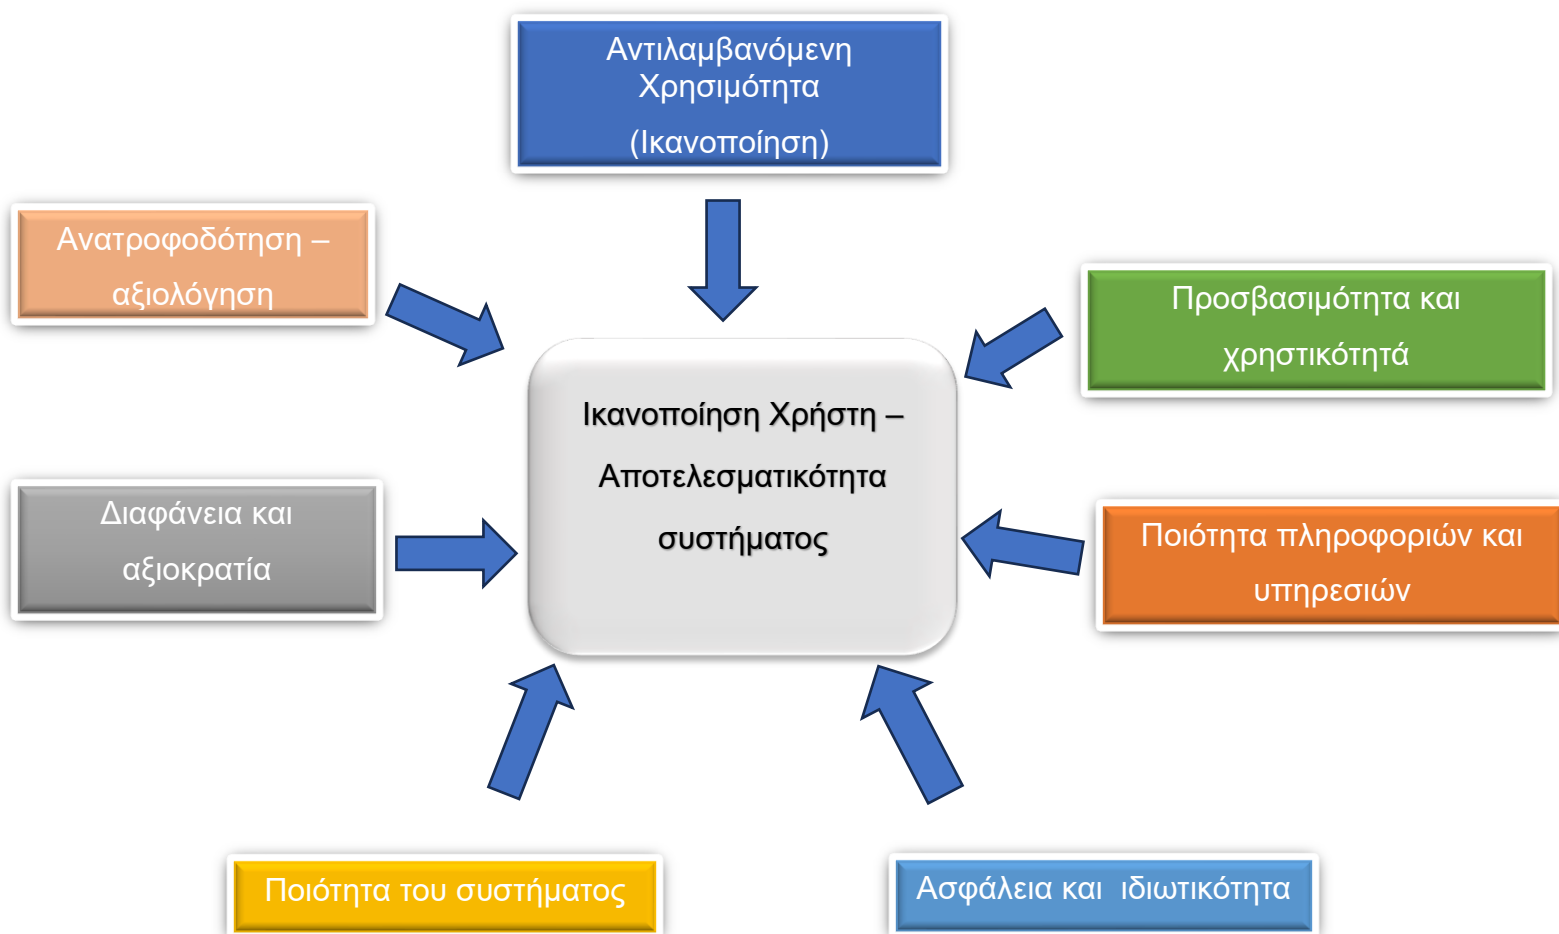 Αντιλαμβανόμενη
Χρησιμότητα
(Ικανοποίηση)
Ανατροφοδότηση –
αξιολόγηση
Προσβασιμότητα και
χρηστικότητά
Ικανοποίηση Χρήστη –
Αποτελεσματικότητα
συστήματος
Διαφάνεια και
αξιοκρατία
Ποιότητα πληροφοριών και
υπηρεσιών
Ποιότητα του συστήματος
Ασφάλεια και  ιδιωτικότητα